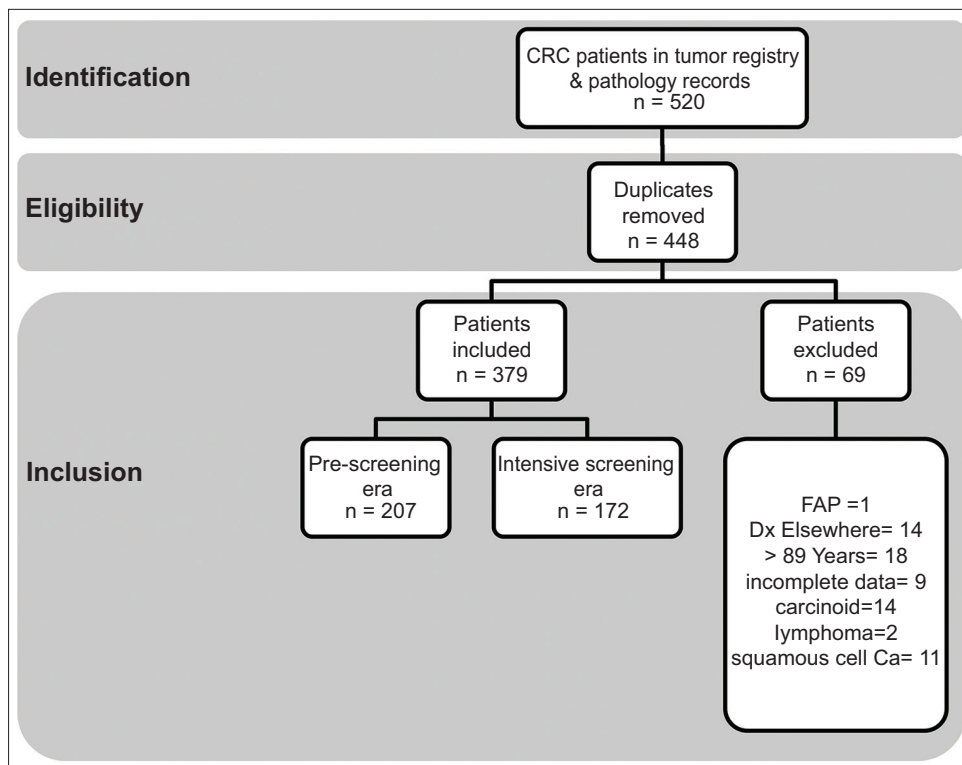 Identification
CRC patients in tumor registry
& pathology records
n = 520
Eligibility
Duplicates
removed
n = 448
Inclusion
Patients
included
n = 379
Patients
excluded
n = 69
Pre-screening
era
n = 207
Intensive screening
era
n = 172
FAP =1
Dx Elsewhere= 14
> 89 Years= 18
incomplete data= 9
carcinoid=14
lymphoma=2
squamous cell Ca= 11